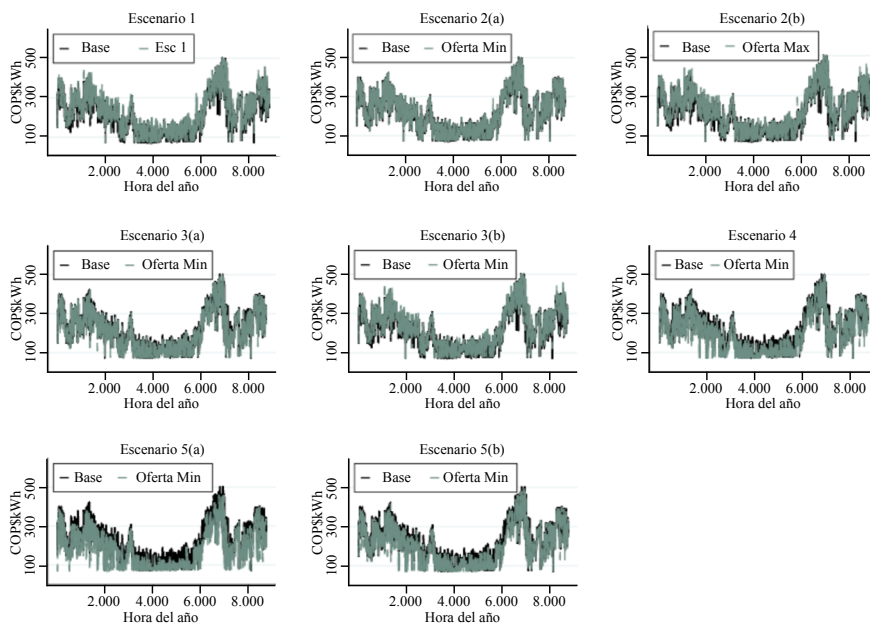 Escenario 1
Base Esc 1
COP$kWh
500
300
100
2.000 4.000 6.000 8.000
Hora del año
Escenario 2(a)
Base Oferta Min
500
300
100
2.000 4.000 6.000 8.000
Hora del año
Escenario 2(b)
Base Oferta Max
COP$kWh
500
300
100
2.000 4.000 6.000 8.000
Hora del año
Escenario 3(a)
Base Oferta Min
COP$kWh
500
300
100
2.000 4.000 6.000 8.000
Hora del año
Escenario 3(b)
Base Oferta Min
COP$kWh
500
300
100
2.000 4.000 6.000 8.000
Hora del año
Escenario 4
Base Oferta Min
COP$kWh
500
300
100
2.000 4.000 6.000 8.000
Hora del año
Escenario 5(a)
Base Oferta Min
COP$kWh
500
300
100
2.000 4.000 6.000 8.000
Hora del año
Escenario 5(b)
Base Oferta Min
COP$kWh
500
300
100
2.000 4.000 6.000 8.000
Hora del año